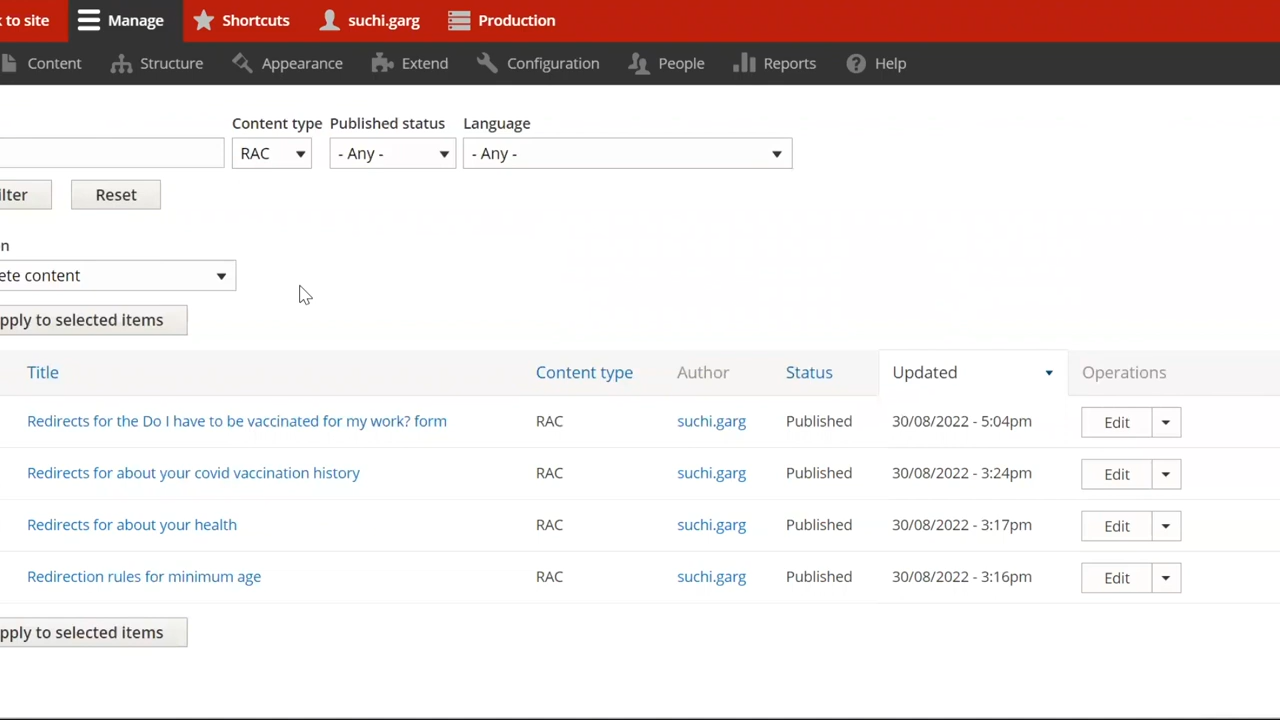 to site Manage Shortcuts suchi.garg Production
Content Structure Appearance Extend Configuration People Reports Help
Content type Published status Language
RAC - Any - - Any -
Reset
content
to selected items
Title Content type Author Status Updated Operations
Redirects for the Do I have to be vaccinated for my work? form RAC suchi.garg Published 30/08/2022 - 5:04pm Edit
Redirects for about your covid vaccination history RAC suchi.garg Published 30/08/2022 - 3:24pm Edit
Redirects for about your health RAC suchi.garg Published 30/08/2022 - 3:17pm Edit
Redirection rules for minimum age RAC suchi.garg Published 30/08/2022 - 3:16pm Edit
to selected items